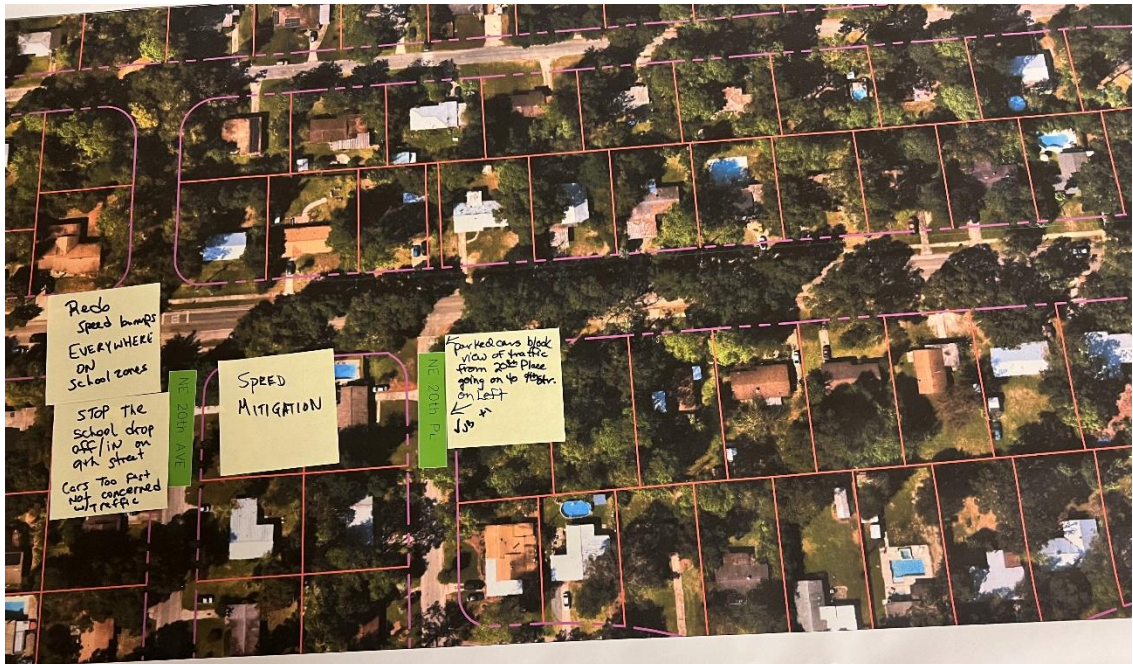 Redo
speed bumps
EVERYWHERE
ON
School zones
STOP The
School drop
off/in on
9th street
Cars Too Fast
Not concerned
w/Traffic
NE 20TH AVE
SPEED
MITIGATION
NE 20th PL
parked cars block
view of traffic
from 20th Place
going on to 9th Str.
on Left